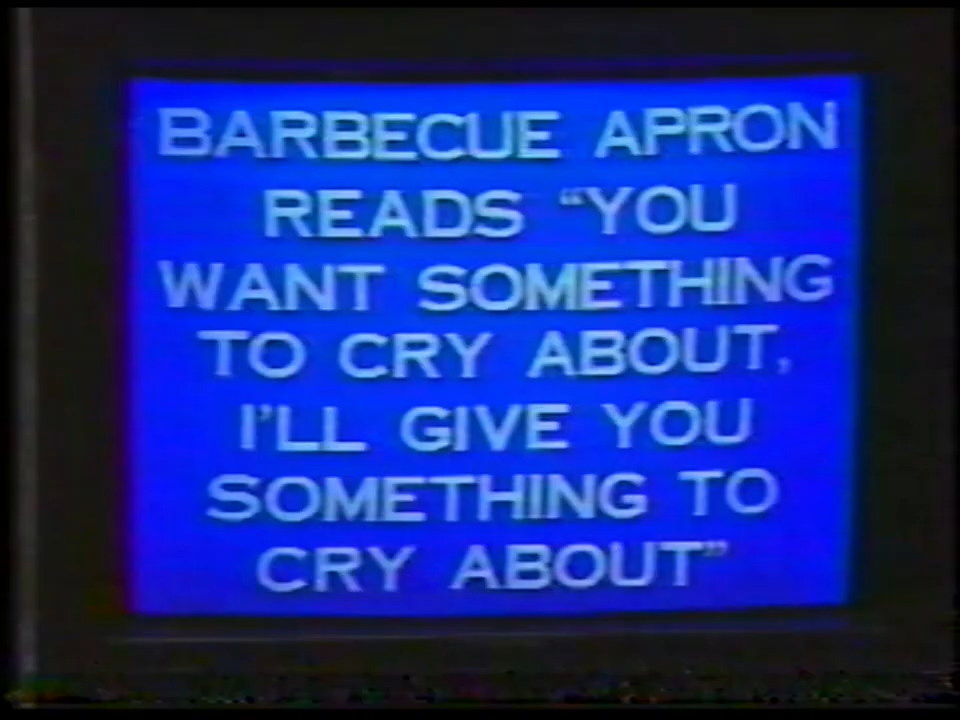 BARBECUE APRON
READS “YOU
WANT SOMETHING
TO CRY ABOUT,
I'LL GIVE YOU
SOMETHING TO
CRY ABOUT”